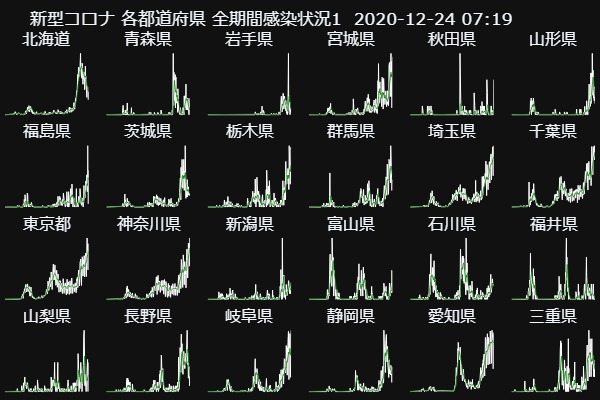 新型コロナ 各都道府県 全期間感染状況1 2020-12-24 07:19
北海道 青森県 岩手県 宮城県 秋田県 山形県
福島県 茨城県 栃木県 群馬県 埼玉県 千葉県
東京都 神奈川県 新潟県 富山県 石川県 福井県
山梨県 長野県 岐阜県 静岡県 愛知県 三重県